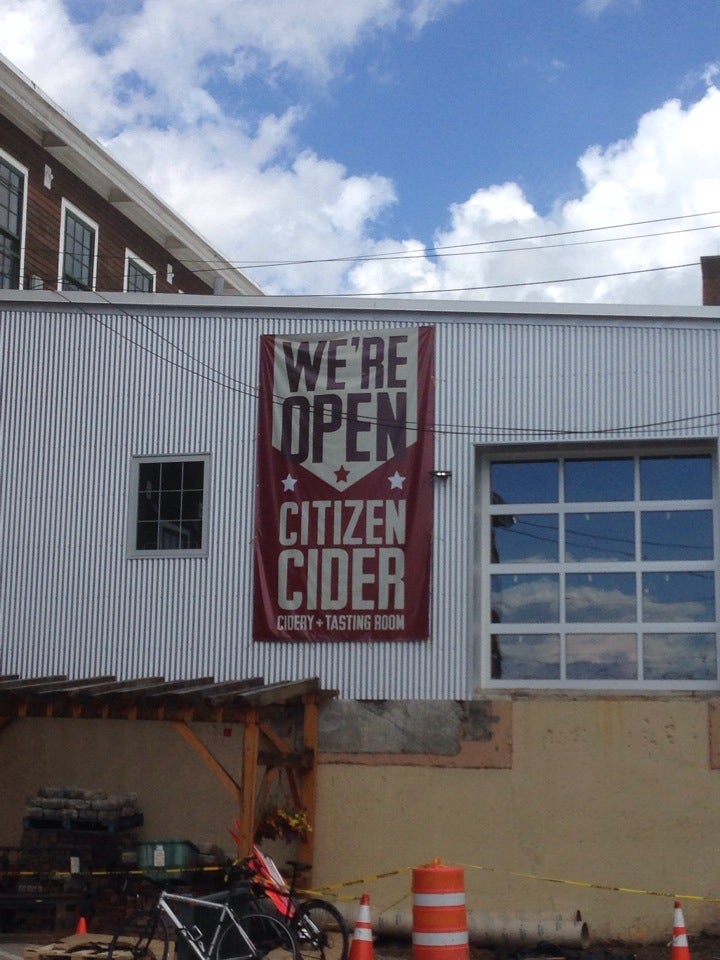 WE'RE
OPEN
CITIZEN
CIDER
CIDERY + TASTING ROOM